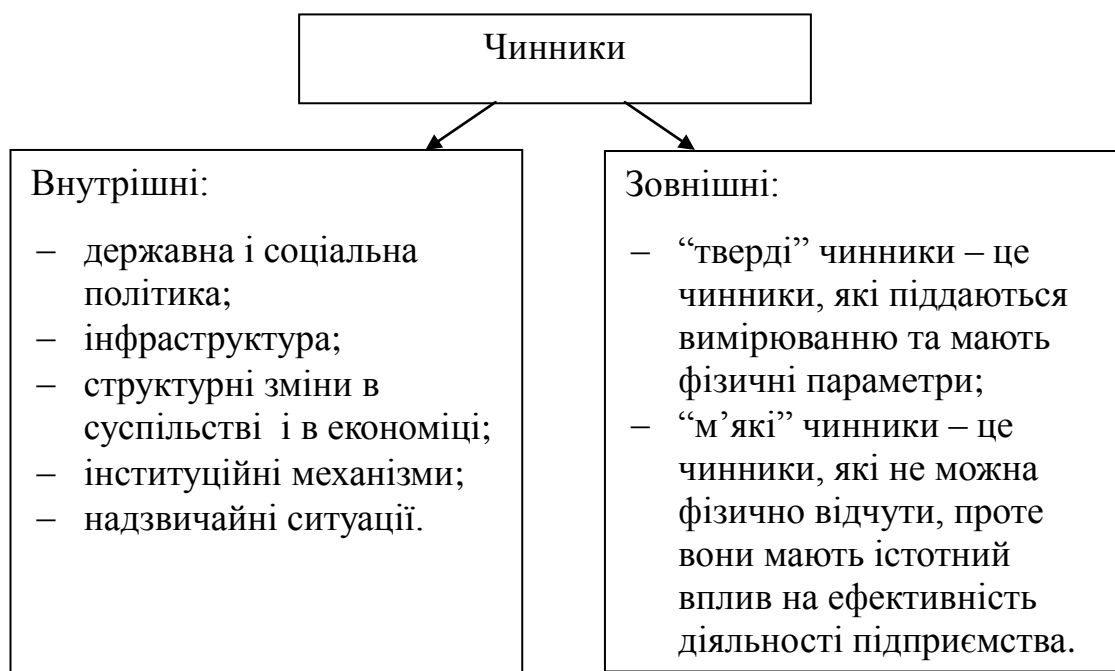 Чинники
Внутрішні:
– державна і соціальна
політика;
– інфраструктура;
– структурні зміни в
суспільстві і в економіці;
– інституційні механізми;
– надзвичайні ситуації.
Зовнішні:
– “тверді” чинники – це
чинники, які піддаються
вимірюванню та мають
фізичні параметри;
– “м’які” чинники – це
чинники, які не можна
фізично відчути, проте
вони мають істотний
вплив на ефективність
діяльності підприємства.